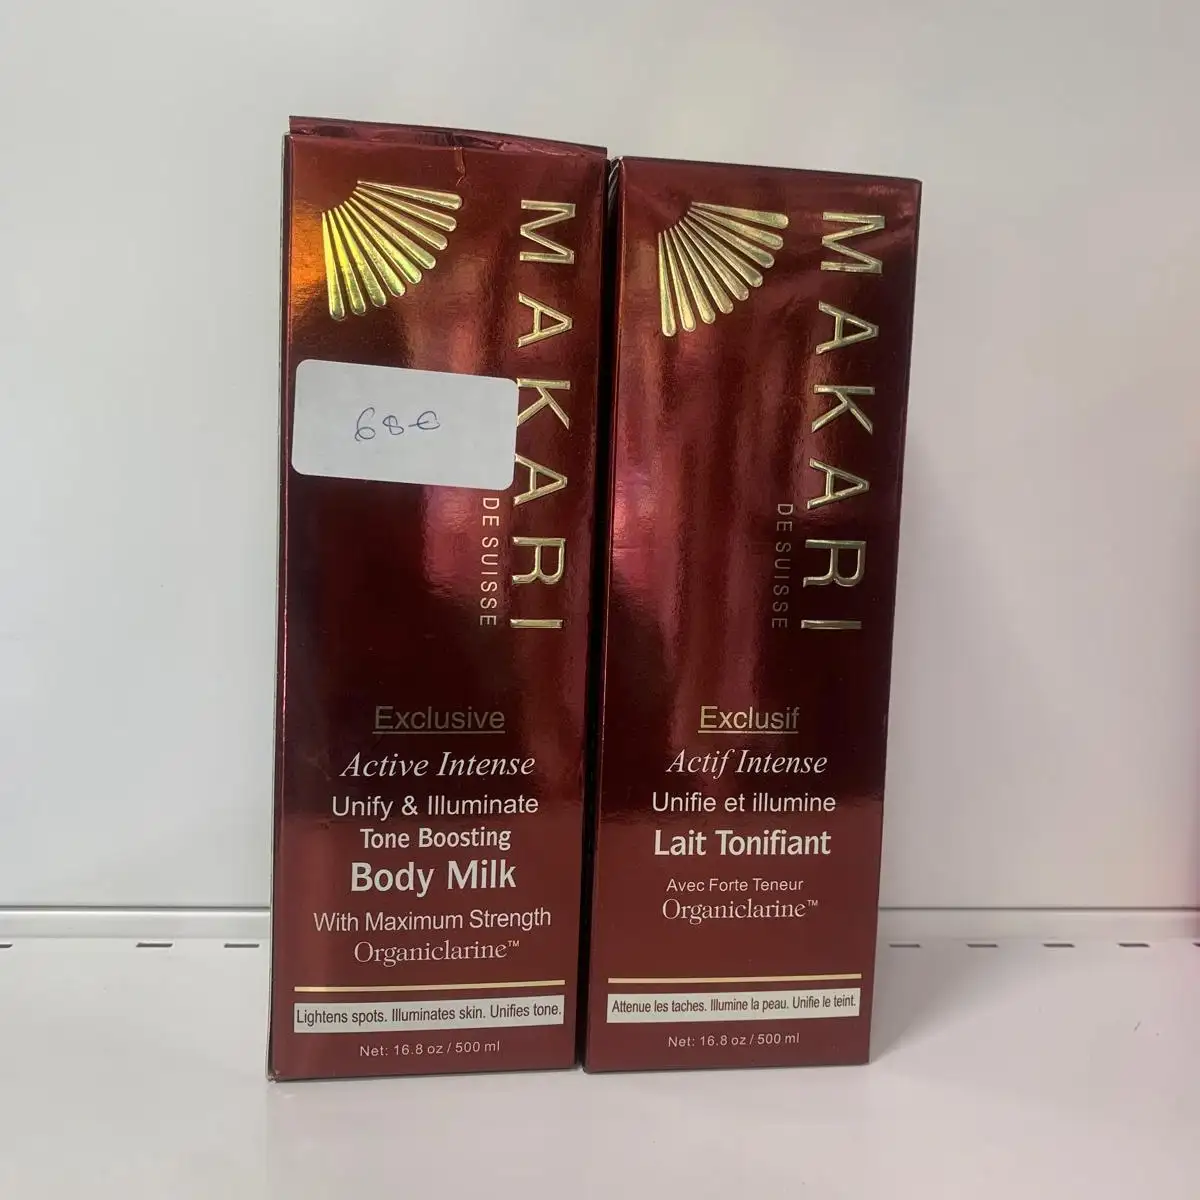 MAKARI
DE SUISSE
68€
Exclusive
Active Intense
Unify & Illuminate
Tone Boosting
Body Milk
With Maximum Strength
Organiclarine™
Lightens spots. Illuminates skin. Unifies tone.
Net: 16.8 oz / 500 ml
MAKARI
DE SUISSE
Exclusif
Actif Intense
Unifie et illumine
Lait Tonifiant
Avec Forte Teneur
Organiclarine™
Attenue les taches. Illumine la peau. Unifie le teint.
Net: 16.8 oz / 500 ml